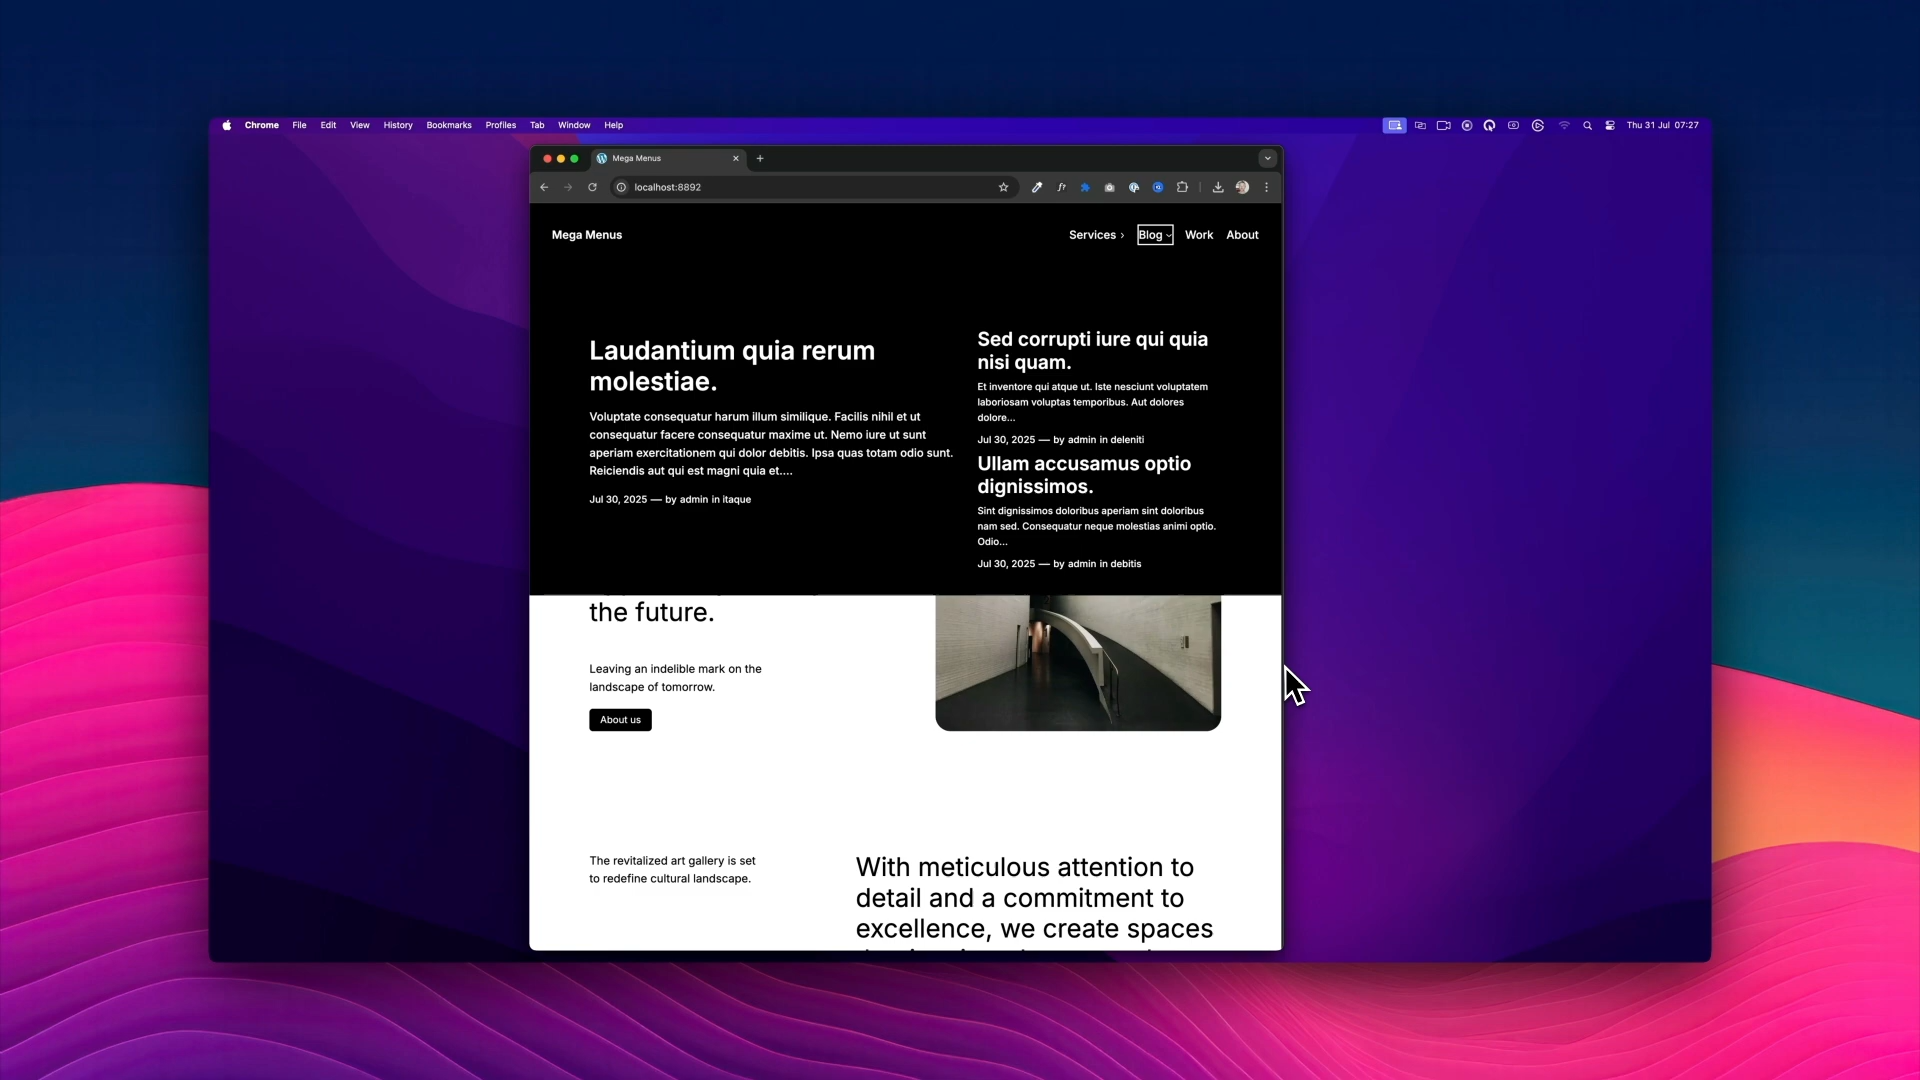 Chrome File Edit View History Bookmarks Profiles Tab Window Help
Thu 31 Jul 07:27
Mega Menus
localhost:8892
Mega Menus
Services Blog Work About
Laudantium quia rerum
molestiae.
Voluptate consequatur harum illum similique. Facilis nihil et ut
consequatur facere consequatur maxime ut. Nemo iure ut sunt
aperiam exercitationem qui dolor debitis. Ipsa quas totam odio sunt.
Reiciendis aut qui est magni quia et....
Jul 30, 2025 — by admin in itaque
Sed corrupti iure qui quia
nisi quam.
Et inventore qui atque ut. Iste nesciunt voluptatem
laboriosam voluptas temporibus. Aut dolores
dolore...
Jul 30, 2025 — by admin in deleniti
Ullam accusamus optio
dignissimos.
Sint dignissimos doloribus aperiam sint doloribus
nam sed. Consequatur neque molestias animi optio.
Odio...
Jul 30, 2025 — by admin in debitis
the future.
Leaving an indelible mark on the
landscape of tomorrow.
About us
The revitalized art gallery is set
to redefine cultural landscape.
With meticulous attention to
detail and a commitment to
excellence, we create spaces